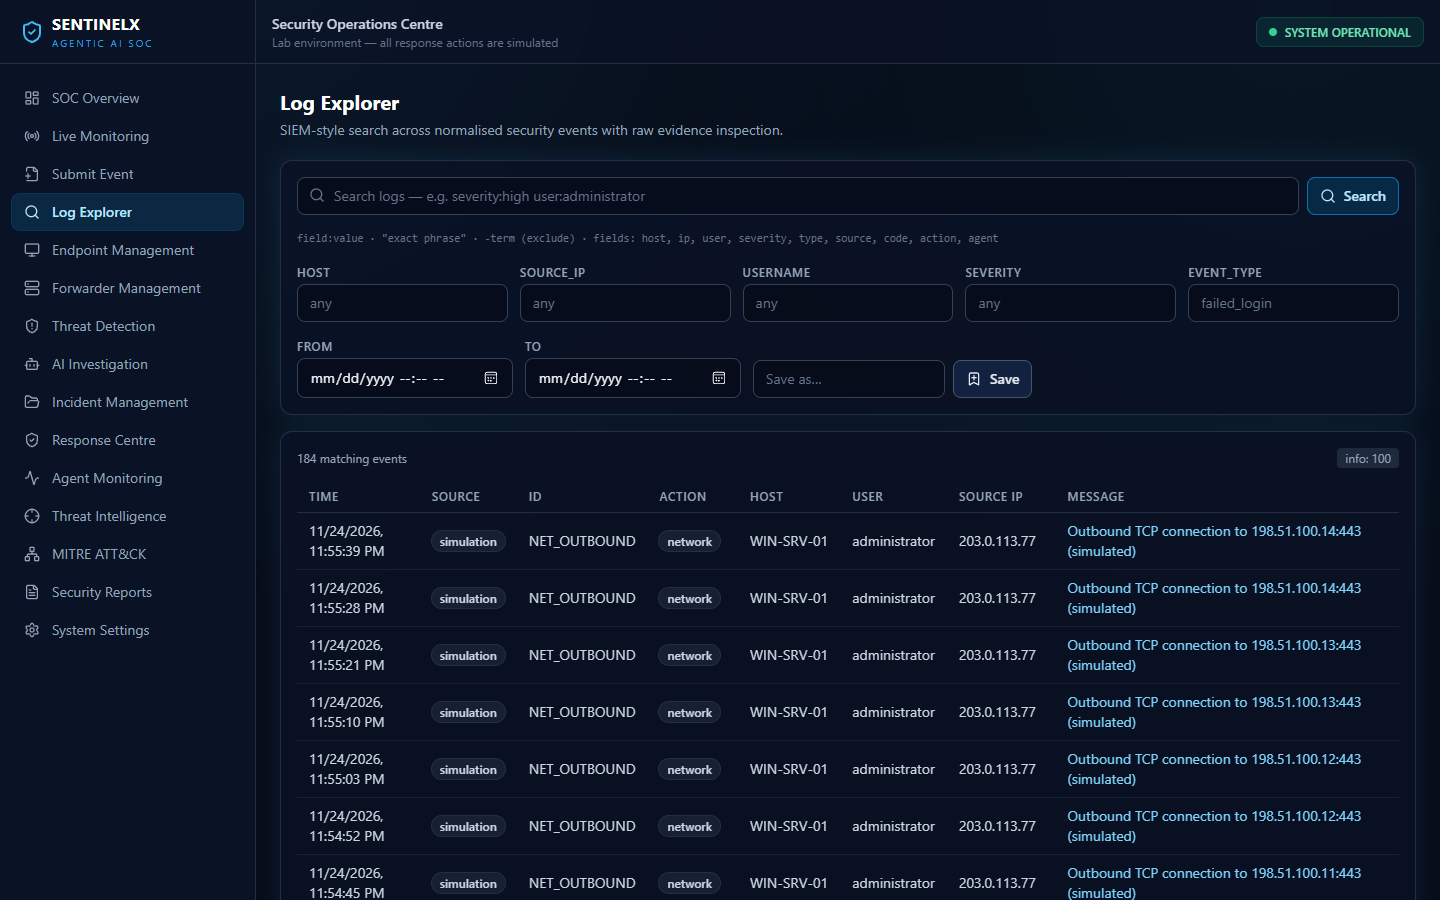 SENTINELX
AGENTIC AI SOC
Security Operations Centre
Lab environment — all response actions are simulated
SYSTEM OPERATIONAL
SOC Overview
Live Monitoring
Submit Event
Log Explorer
Endpoint Management
Forwarder Management
Threat Detection
AI Investigation
Incident Management
Response Centre
Agent Monitoring
Threat Intelligence
MITRE ATT&CK
Security Reports
System Settings
Log Explorer
SIEM-style search across normalised security events with raw evidence inspection.
Search logs — e.g. severity:high user:administrator
Search
field:value · "exact phrase" · -term (exclude) · fields: host, ip, user, severity, type, source, code, action, agent
HOST SOURCE_IP USERNAME SEVERITY EVENT_TYPE
any any any any failed_login
FROM TO
mm/dd/yyyy --:-- -- mm/dd/yyyy --:-- -- Save as... Save
184 matching events info: 100
TIME SOURCE ID ACTION HOST USER SOURCE IP MESSAGE
11/24/2026, 11:55:39 PM simulation NET_OUTBOUND network WIN-SRV-01 administrator 203.0.113.77 Outbound TCP connection to 198.51.100.14:443 (simulated)
11/24/2026, 11:55:28 PM simulation NET_OUTBOUND network WIN-SRV-01 administrator 203.0.113.77 Outbound TCP connection to 198.51.100.14:443 (simulated)
11/24/2026, 11:55:21 PM simulation NET_OUTBOUND network WIN-SRV-01 administrator 203.0.113.77 Outbound TCP connection to 198.51.100.13:443 (simulated)
11/24/2026, 11:55:10 PM simulation NET_OUTBOUND network WIN-SRV-01 administrator 203.0.113.77 Outbound TCP connection to 198.51.100.13:443 (simulated)
11/24/2026, 11:55:03 PM simulation NET_OUTBOUND network WIN-SRV-01 administrator 203.0.113.77 Outbound TCP connection to 198.51.100.12:443 (simulated)
11/24/2026, 11:54:52 PM simulation NET_OUTBOUND network WIN-SRV-01 administrator 203.0.113.77 Outbound TCP connection to 198.51.100.12:443 (simulated)
11/24/2026, 11:54:45 PM simulation NET_OUTBOUND network WIN-SRV-01 administrator 203.0.113.77 Outbound TCP connection to 198.51.100.11:443 (simulated)